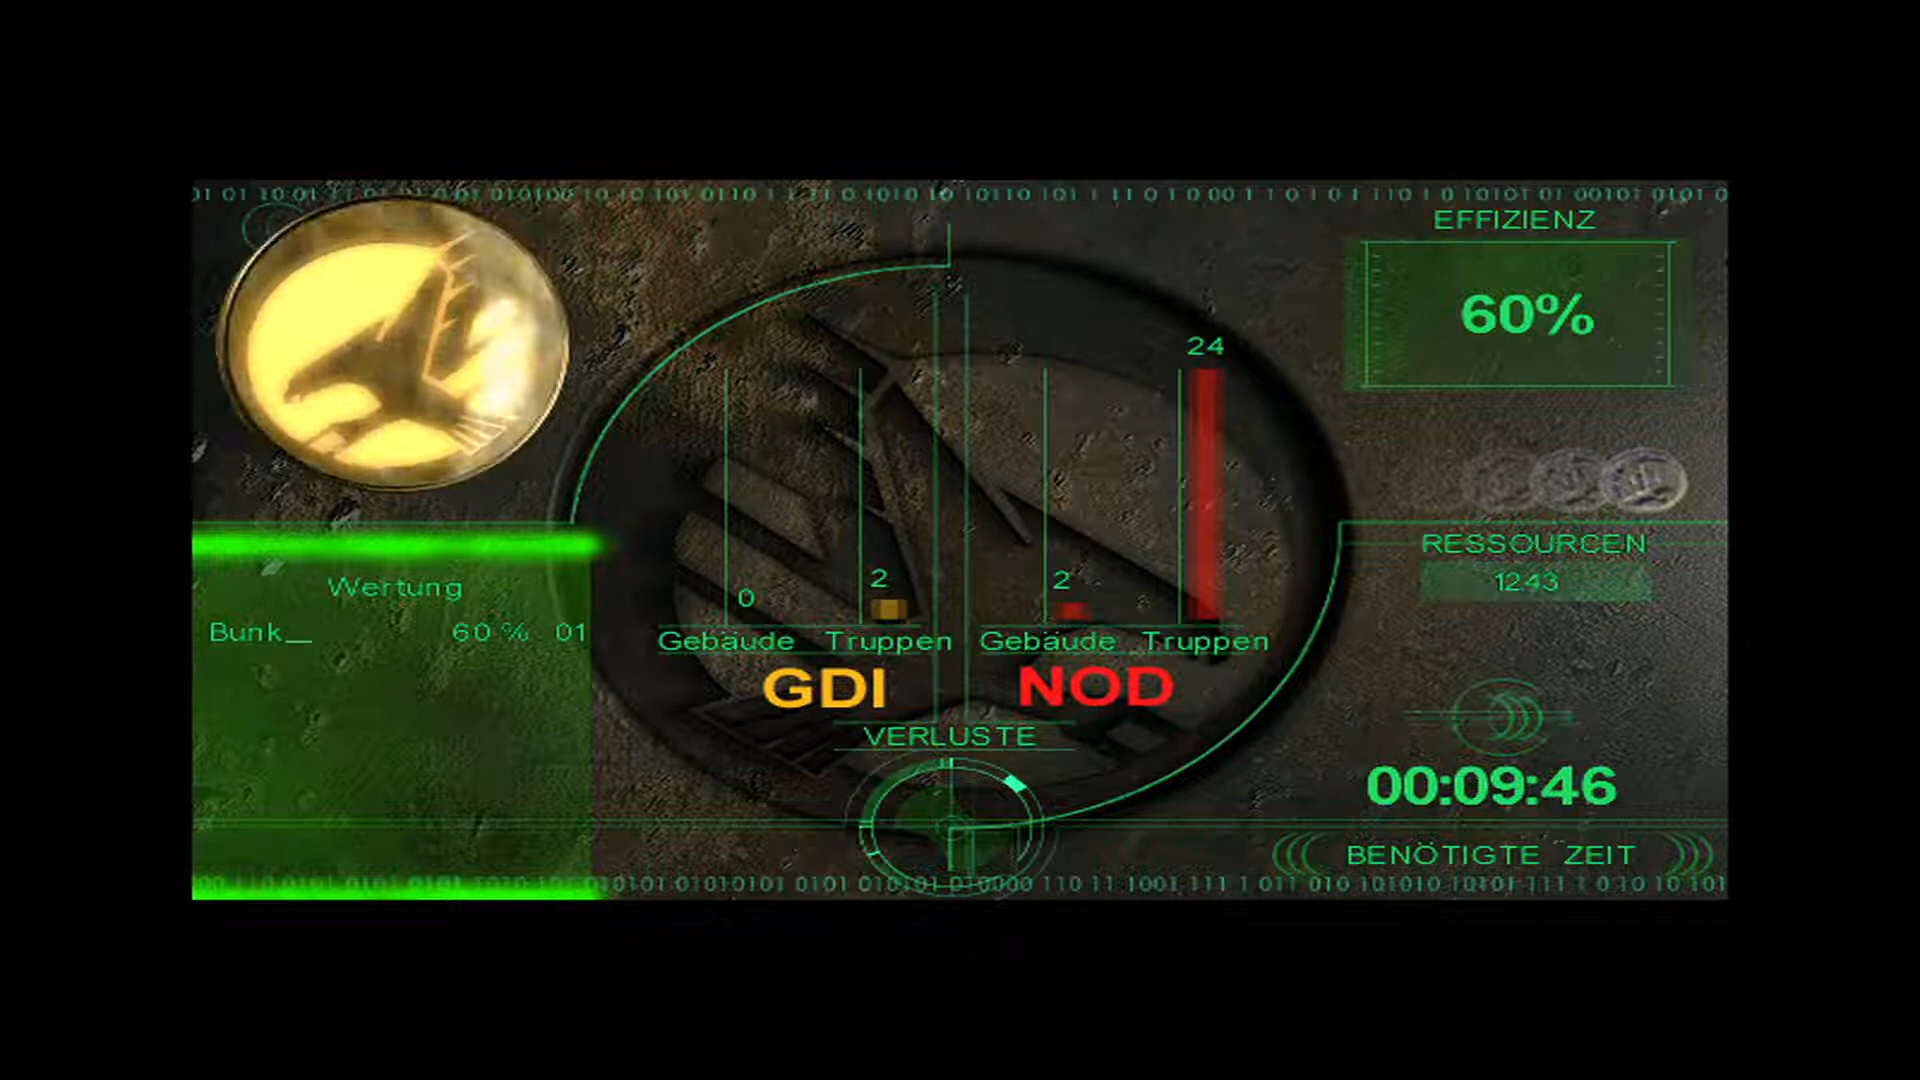 EFFIZIENZ
60%
24
RESSOURCEN
1243
Wertung
Bunk_ 60% 01
0 2 2
Gebäude Truppen Gebäude Truppen
GDI NOD
VERLUSTE
00:09:46
BENÖTIGTE ZEIT